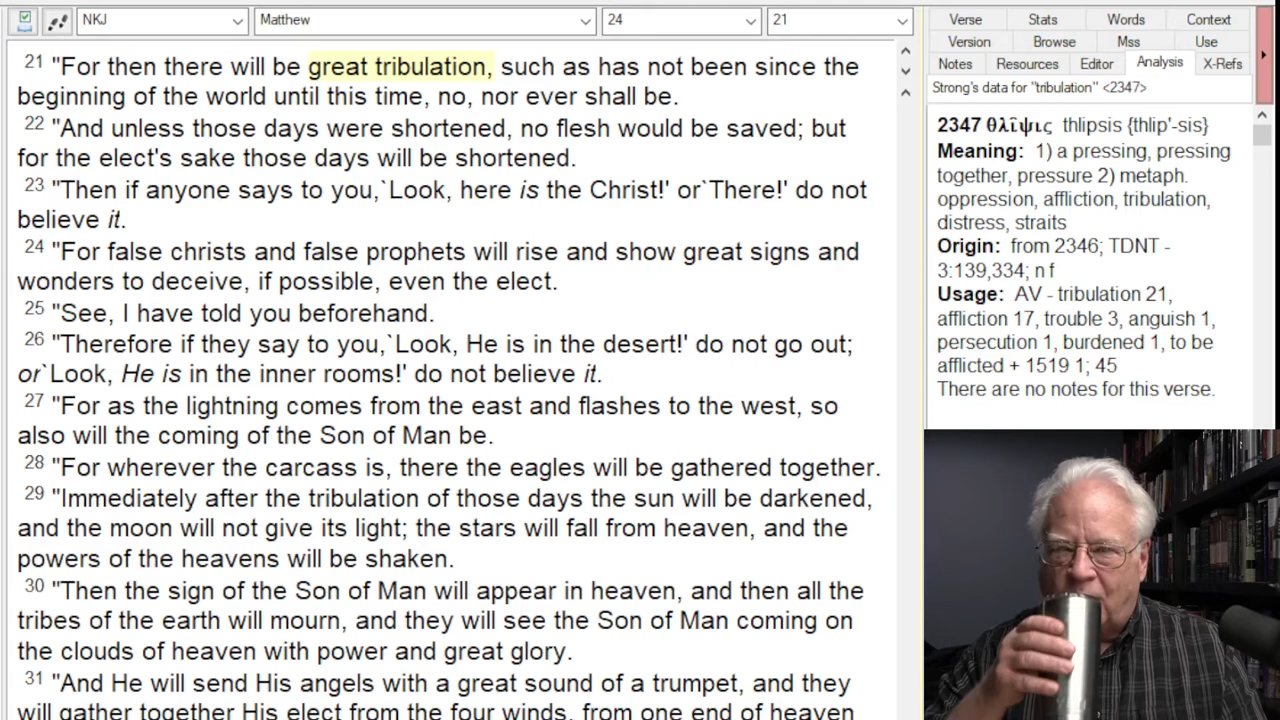 NKJ Matthew 24 21
21 "For then there will be great tribulation, such as has not been since the
beginning of the world until this time, no, nor ever shall be.
22 "And unless those days were shortened, no flesh would be saved; but
for the elect's sake those days will be shortened.
23 "Then if anyone says to you,`Look, here is the Christ!' or`There!' do not
believe it.
24 "For false christs and false prophets will rise and show great signs and
wonders to deceive, if possible, even the elect.
25 "See, I have told you beforehand.
26 "Therefore if they say to you,`Look, He is in the desert!' do not go out;
or`Look, He is in the inner rooms!' do not believe it.
27 "For as the lightning comes from the east and flashes to the west, so
also will the coming of the Son of Man be.
28 "For wherever the carcass is, there the eagles will be gathered together.
29 "Immediately after the tribulation of those days the sun will be darkened,
and the moon will not give its light; the stars will fall from heaven, and the
powers of the heavens will be shaken.
30 "Then the sign of the Son of Man will appear in heaven, and then all the
tribes of the earth will mourn, and they will see the Son of Man coming on
the clouds of heaven with power and great glory.
31 "And He will send His angels with a great sound of a trumpet, and they
will gather together His elect from the four winds, from one end of heaven
Verse Stats Words Context
Version Browse Mss Use
Notes Resources Editor Analysis X-Refs
Strong's data for "tribulation" <2347>
2347 θλῖψις thlipsis {thlip'-sis}
Meaning: 1) a pressing, pressing
together, pressure 2) metaph.
oppression, affliction, tribulation,
distress, straits
Origin: from 2346; TDNT -
3:139,334; n f
Usage: AV - tribulation 21,
affliction 17, trouble 3, anguish 1,
persecution 1, burdened 1, to be
afflicted + 1519 1; 45
There are no notes for this verse.